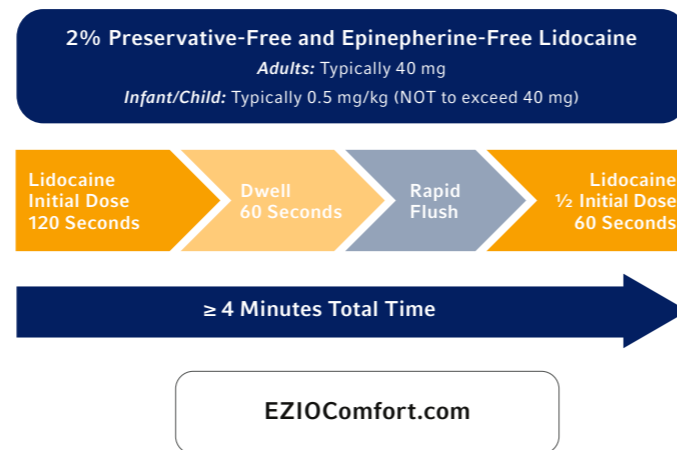 2% Preservative-Free and Epinepherine-Free Lidocaine
Adults: Typically 40 mg
Infant/Child: Typically 0.5 mg/kg (NOT to exceed 40 mg)
Lidocaine
Initial Dose
120 Seconds
Dwell
60 Seconds
Rapid
Flush
Lidocaine
½ Initial Dose
60 Seconds
≥ 4 Minutes Total Time
EZIOComfort.com